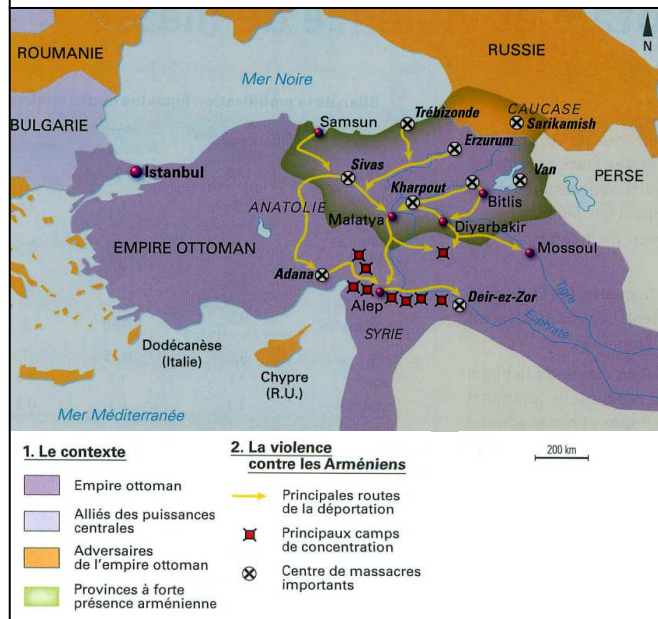 ROUMANIE
RUSSIE
N
Mer Noire
CAUCASE
Trébizonde
Sarikamish
BULGARIE
Samsun
Erzurum
Istanbul
Sivas
Van
Kharpout
PERSE
ANATOLIE
Bitlis
Malatya
Diyarbakir
EMPIRE OTTOMAN
Mossoul
Adana
Deir-ez-Zor
Alep
Tigre
SYRIE
Euphrate
Dodécanèse
(Italie)
Chypre
(R.U.)
Mer Méditerranée
1. Le contexte
Empire ottoman
Alliés des puissances
centrales
Adversaires
de l'empire ottoman
Provinces à forte
présence arménienne
2. La violence
contre les Arméniens
Principales routes
de la déportation
Principaux camps
de concentration
Centre de massacres
importants
200 km